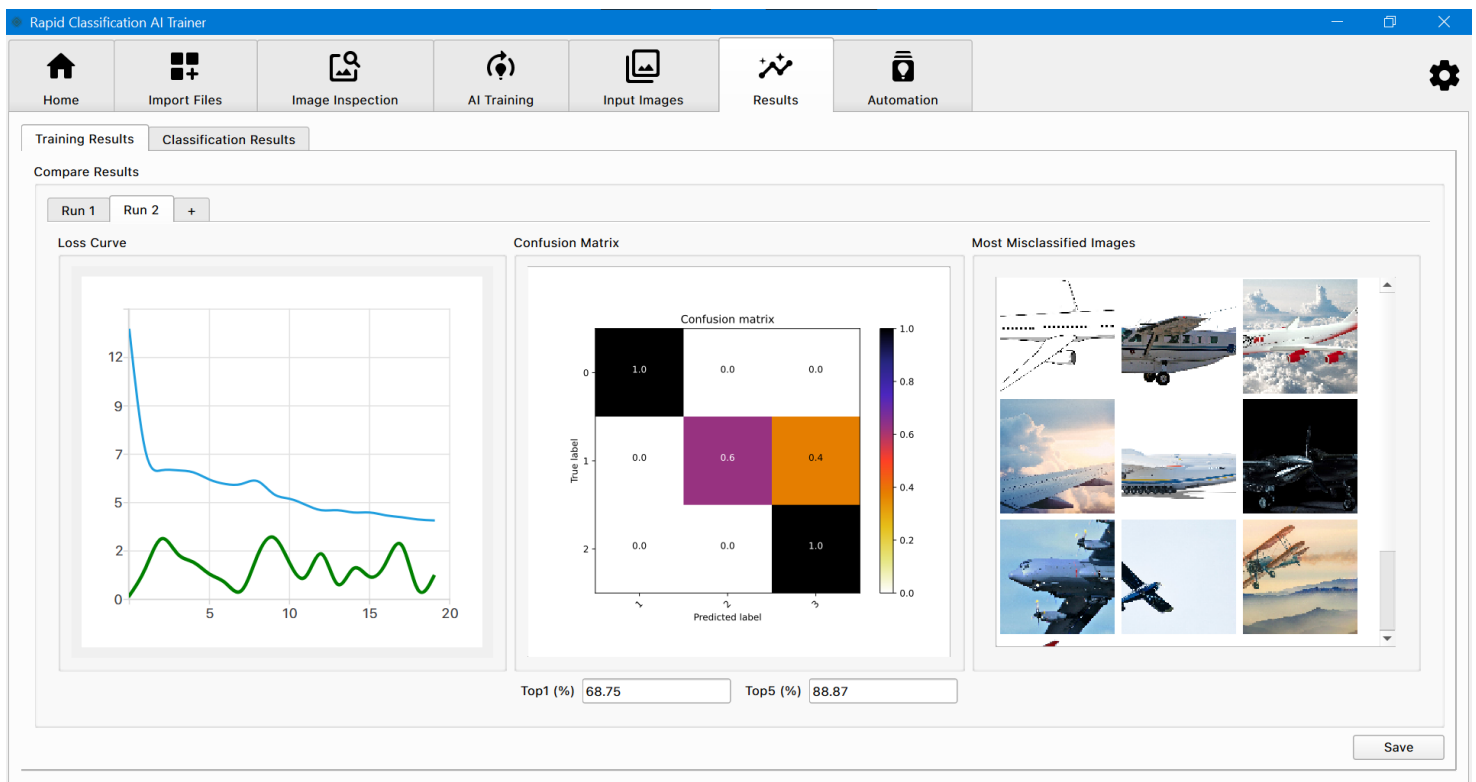 Rapid Classification AI Trainer
Home
Import Files
Image Inspection
AI Training
Input Images
Results
Automation
Training Results
Classification Results
Compare Results
Run 1
Run 2
+
Loss Curve
Confusion Matrix
Most Misclassified Images
12
9
7
5
2
0
5
10
15
20
Confusion matrix
True label
0
1.0
0.0
0.0
1
0.0
0.6
0.4
2
0.0
0.0
1.0
1
2
3
Predicted label
1.0
0.8
0.6
0.4
0.2
0.0
Top1 (%)
68.75
Top5 (%)
88.87
Save